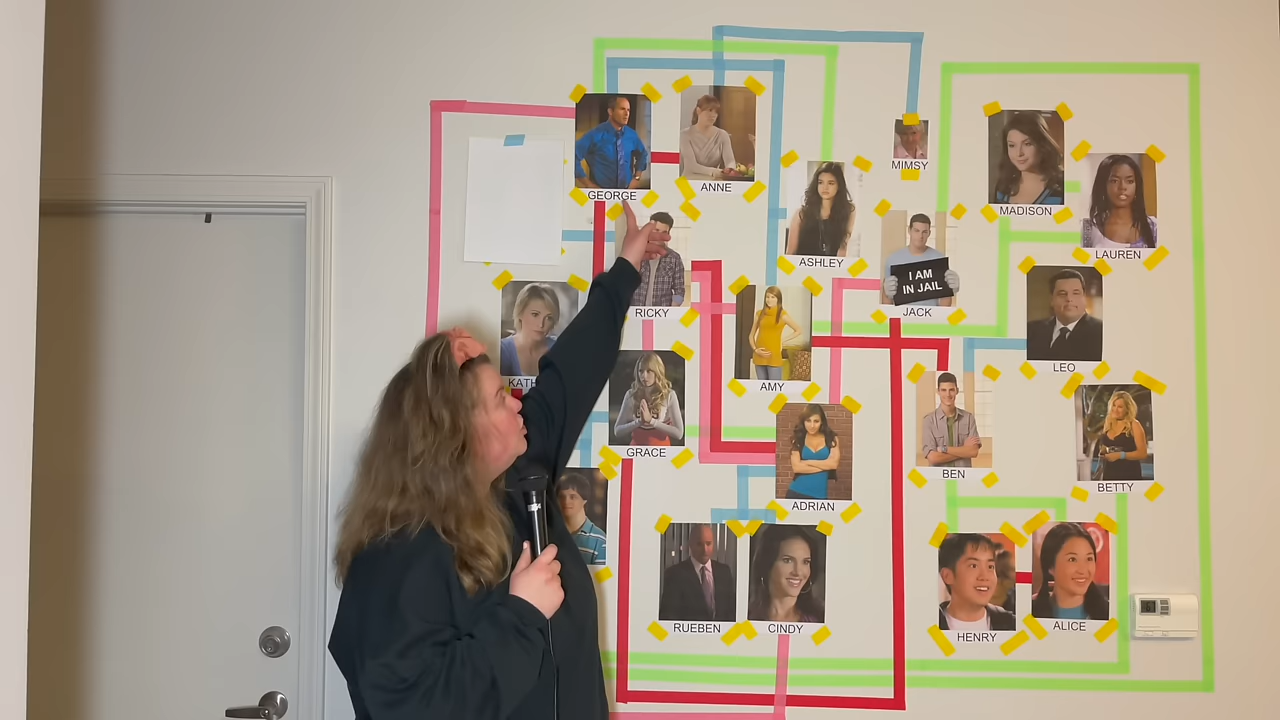 GEORGE
ANNE
MIMSY
MADISON
LAUREN
ASHLEY
I AM
IN JAIL
JACK
RICKY
LEO
KATH
AMY
GRACE
BEN
BETTY
ADRIAN
RUEBEN
CINDY
HENRY
ALICE